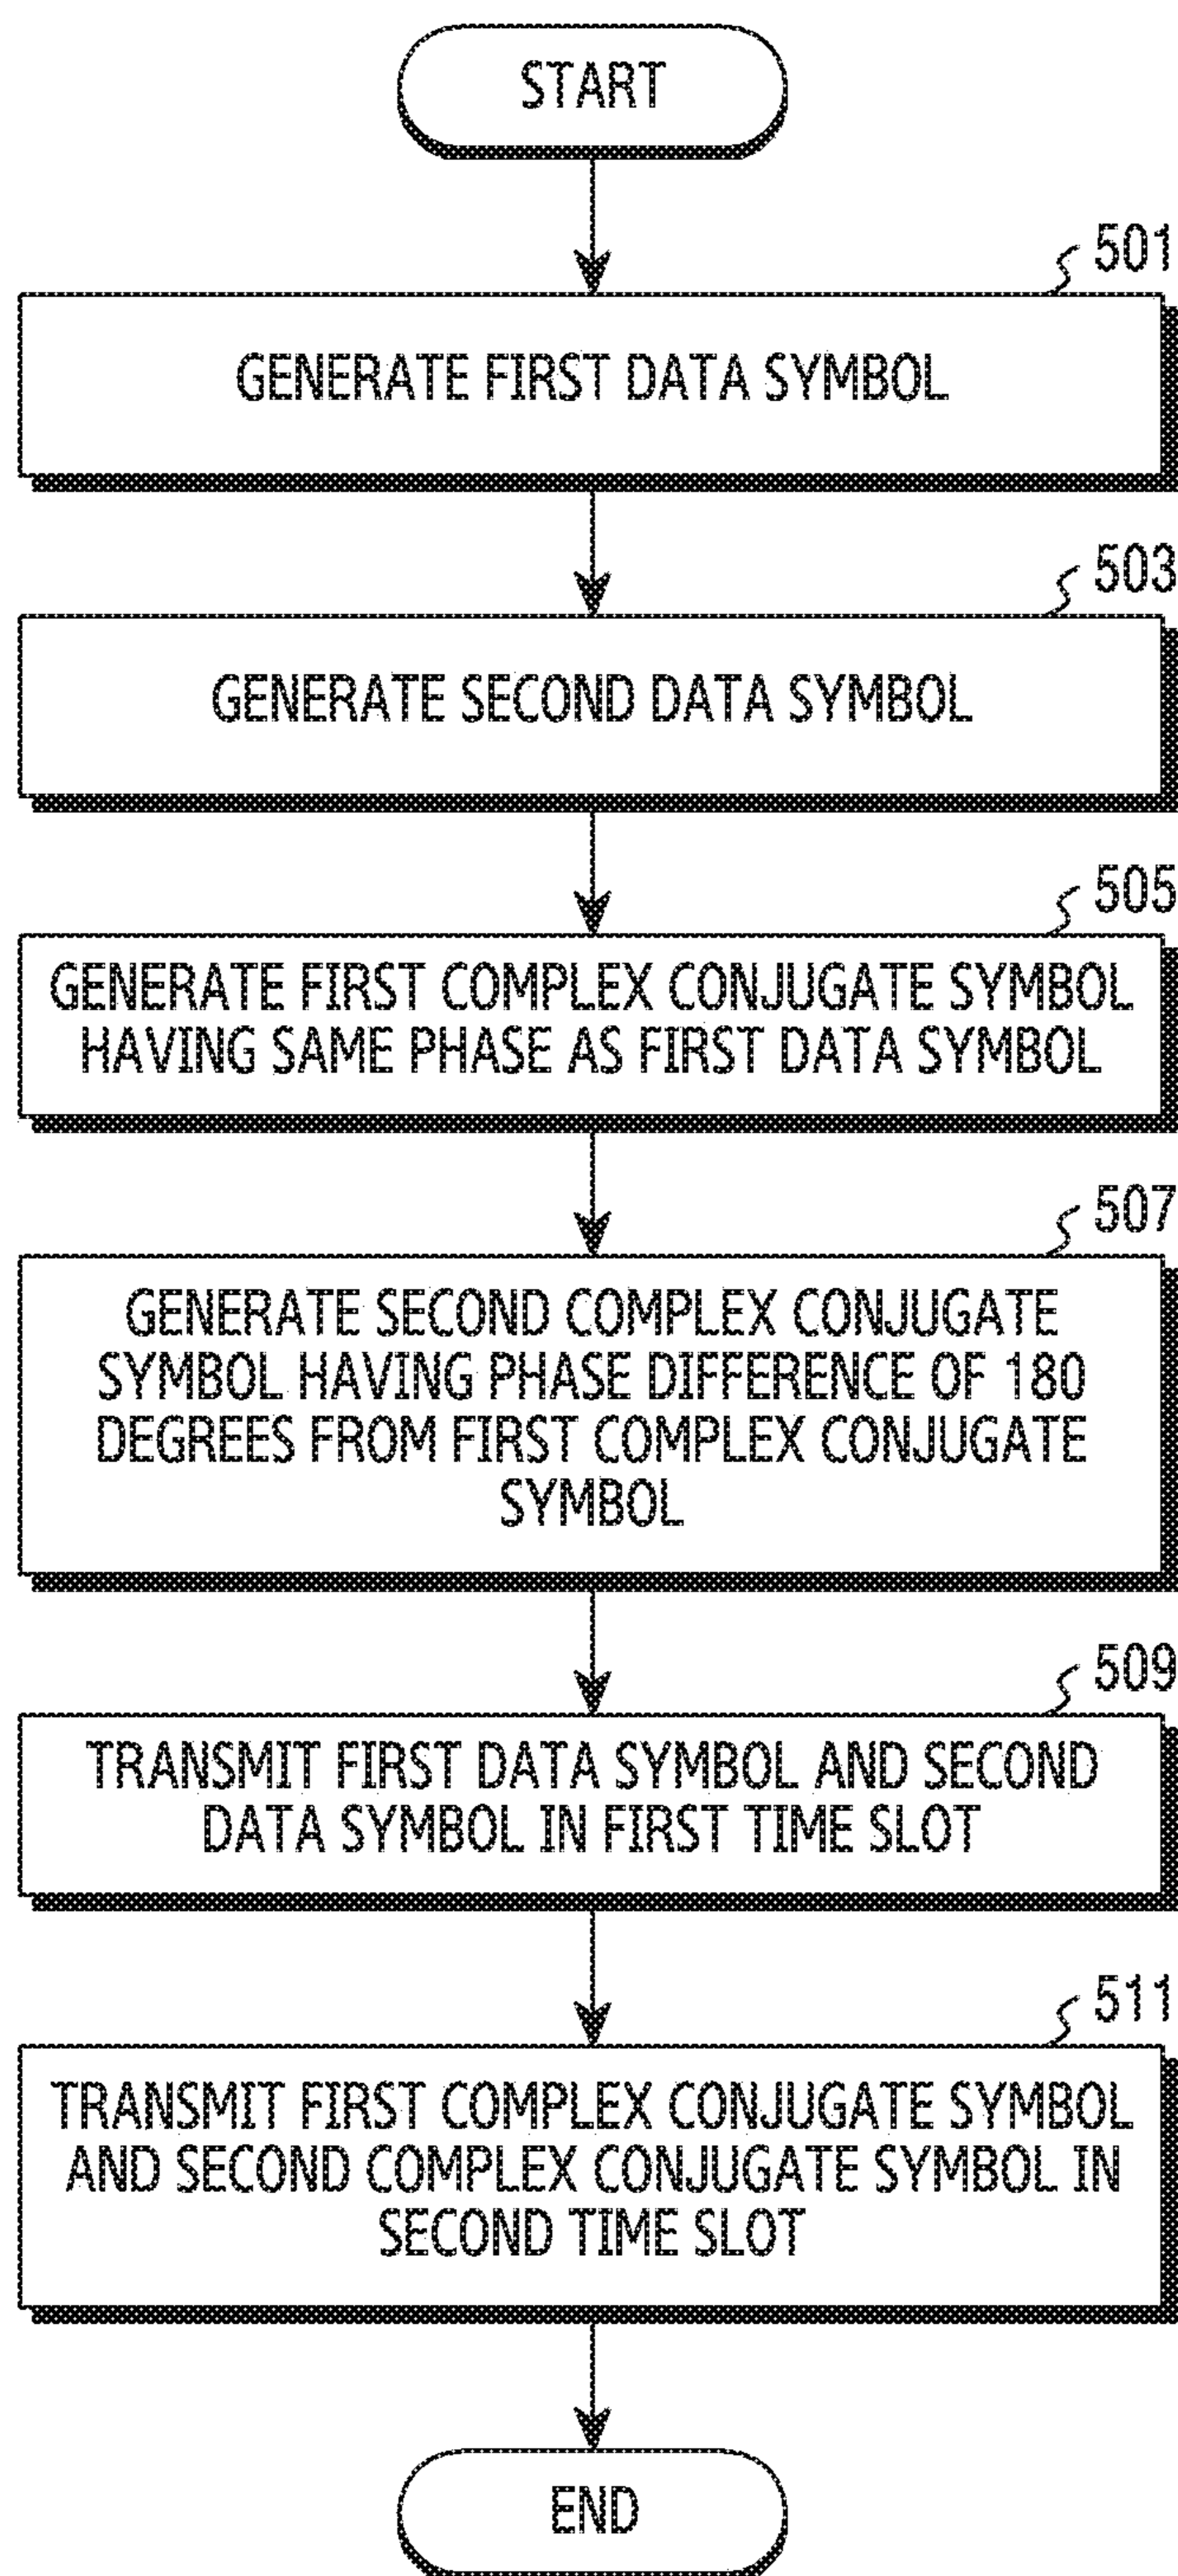 START
501
GENERATE FIRST DATA SYMBOL
503
GENERATE SECOND DATA SYMBOL
505
GENERATE FIRST COMPLEX CONJUGATE SYMBOL
HAVING SAME PHASE AS FIRST DATA SYMBOL
507
GENERATE SECOND COMPLEX CONJUGATE
SYMBOL HAVING PHASE DIFFERENCE OF 180
DEGREES FROM FIRST COMPLEX CONJUGATE
SYMBOL
509
TRANSMIT FIRST DATA SYMBOL AND SECOND
DATA SYMBOL IN FIRST TIME SLOT
511
TRANSMIT FIRST COMPLEX CONJUGATE SYMBOL
AND SECOND COMPLEX CONJUGATE SYMBOL IN
SECOND TIME SLOT
END